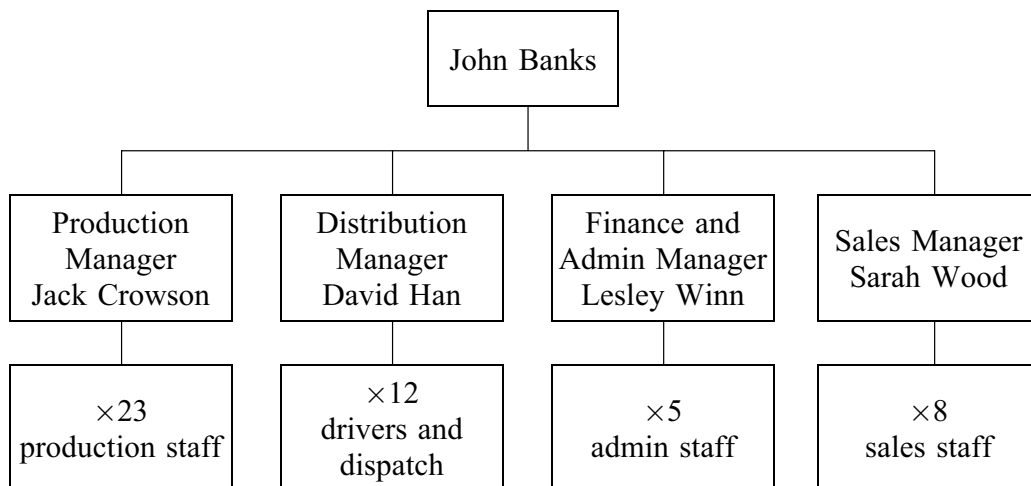 John Banks
Production
Manager
Jack Crowson
Distribution
Manager
David Han
Finance and
Admin Manager
Lesley Winn
Sales Manager
Sarah Wood
×23
production staff
×12
drivers and
dispatch
×5
admin staff
×8
sales staff